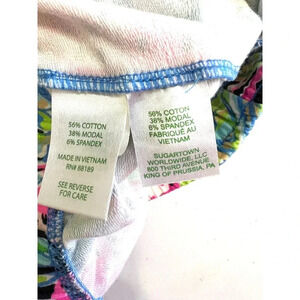 56% COTTON
38% MODAL
6% SPANDEX
MADE IN VIETNAM
RN# 88189
SEE REVERSE
FOR CARE
56% COTON
38% MODAL
6% SPANDEX
FABRIQUÉ AU
VIETNAM
SUGARTOWN
WORLDWIDE, LLC
800 THIRD AVENUE
KING OF PRUSSIA, PA